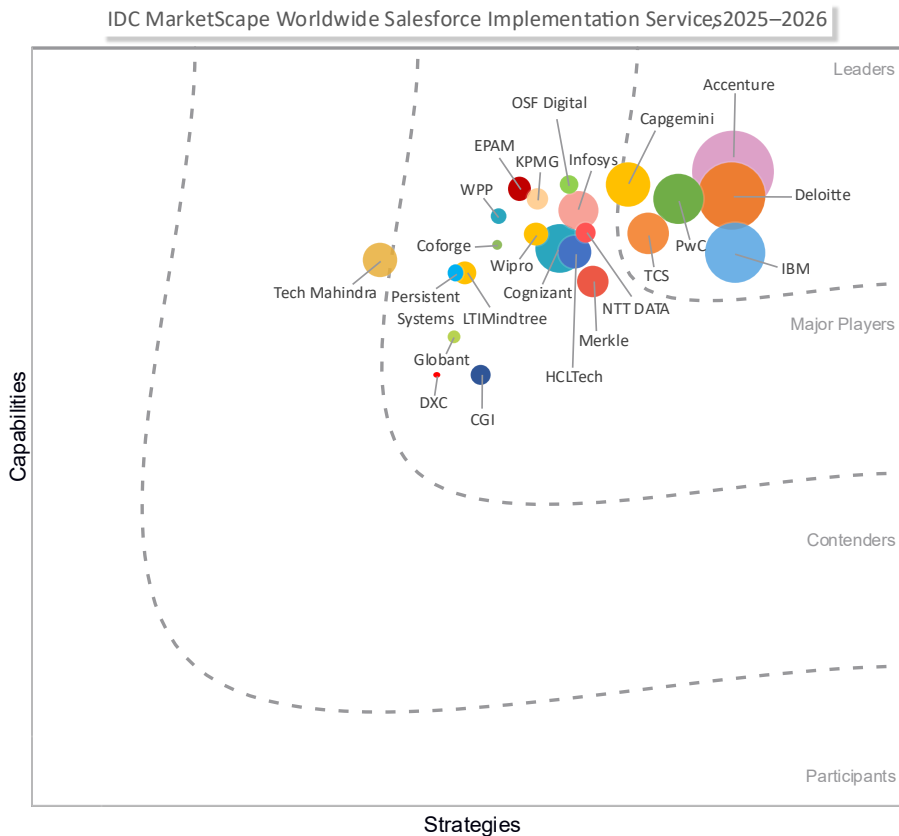 IDC MarketScape Worldwide Salesforce Implementation Services, 2025–2026
Leaders
Accenture
OSF Digital
Capgemini
EPAM
KPMG
Infosys
WPP
Deloitte
Coforge
PwC
Wipro
IBM
TCS
Tech Mahindra
Cognizant
Persistent
Systems
LTIMindtree
NTT DATA
Major Players
Merkle
Globant
HCLTech
DXC
CGI
Capabilities
Contenders
Participants
Strategies